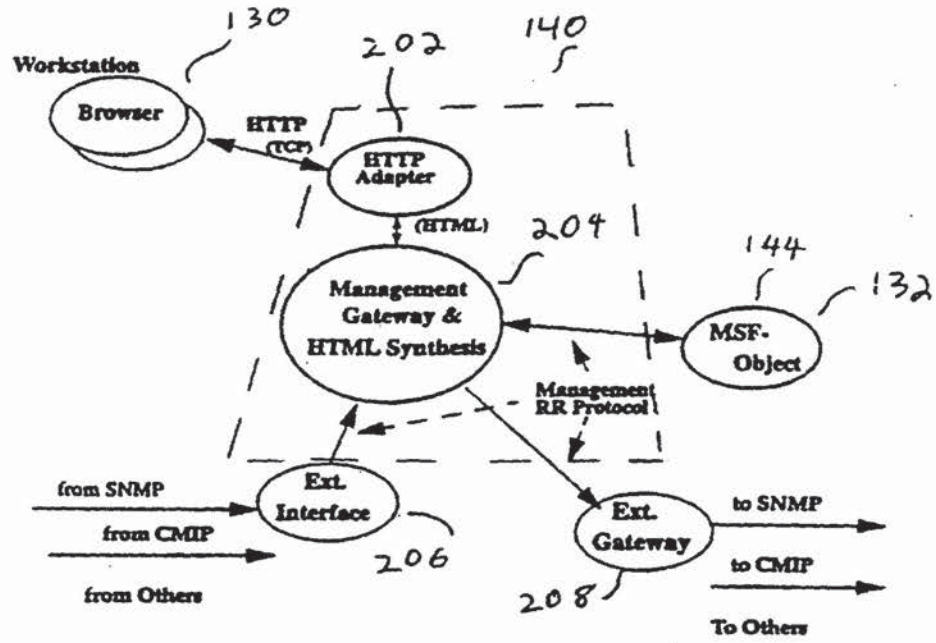 130
202
140
Workstation
Browser
HTTP
(TCP)
HTTP
Adapter
(HTML)
204
144
132
Management
Gateway &
HTML Synthesis
MSF-
Object
Management
RR Protocol
from SNMP
from CMIP
from Others
Ext.
Interface
206
Ext.
Gateway
208
to SNMP
to CMIP
To Others